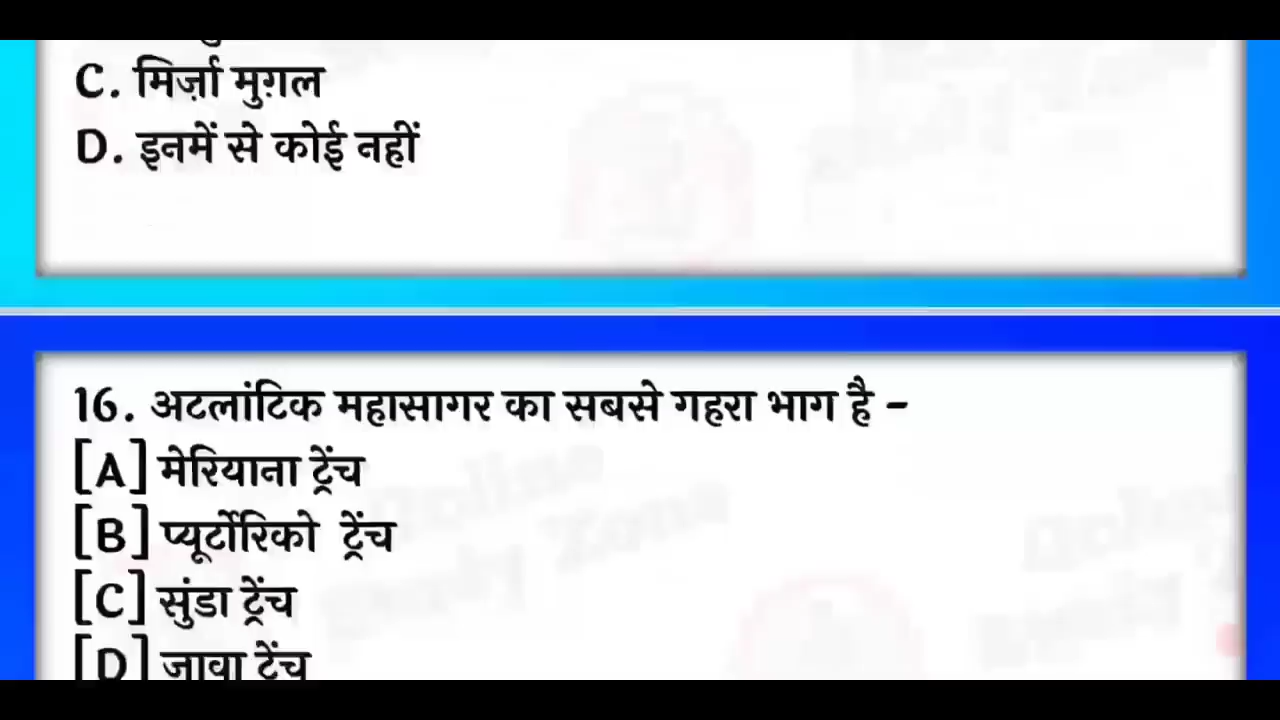 C. मिर्ज़ा मुग़ल
D. इनमें से कोई नहीं
16. अटलांटिक महासागर का सबसे गहरा भाग है -
[A] मेरियाना ट्रेंच
[B] प्यूर्टोरिको ट्रेंच
[C] सुंडा ट्रेंच
[D] जावा ट्रेंच